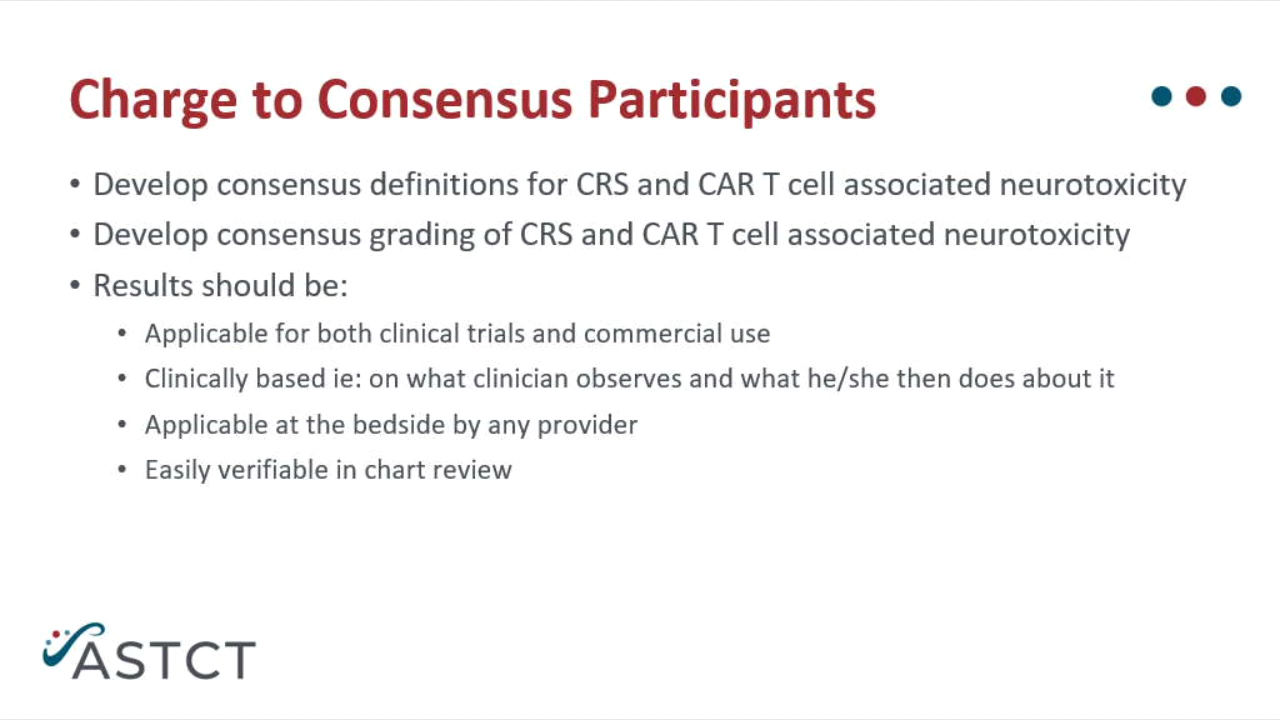 Charge to Consensus Participants
• Develop consensus definitions for CRS and CAR T cell associated neurotoxicity
• Develop consensus grading of CRS and CAR T cell associated neurotoxicity
• Results should be:
• Applicable for both clinical trials and commercial use
• Clinically based ie: on what clinician observes and what he/she then does about it
• Applicable at the bedside by any provider
• Easily verifiable in chart review
ASTCT